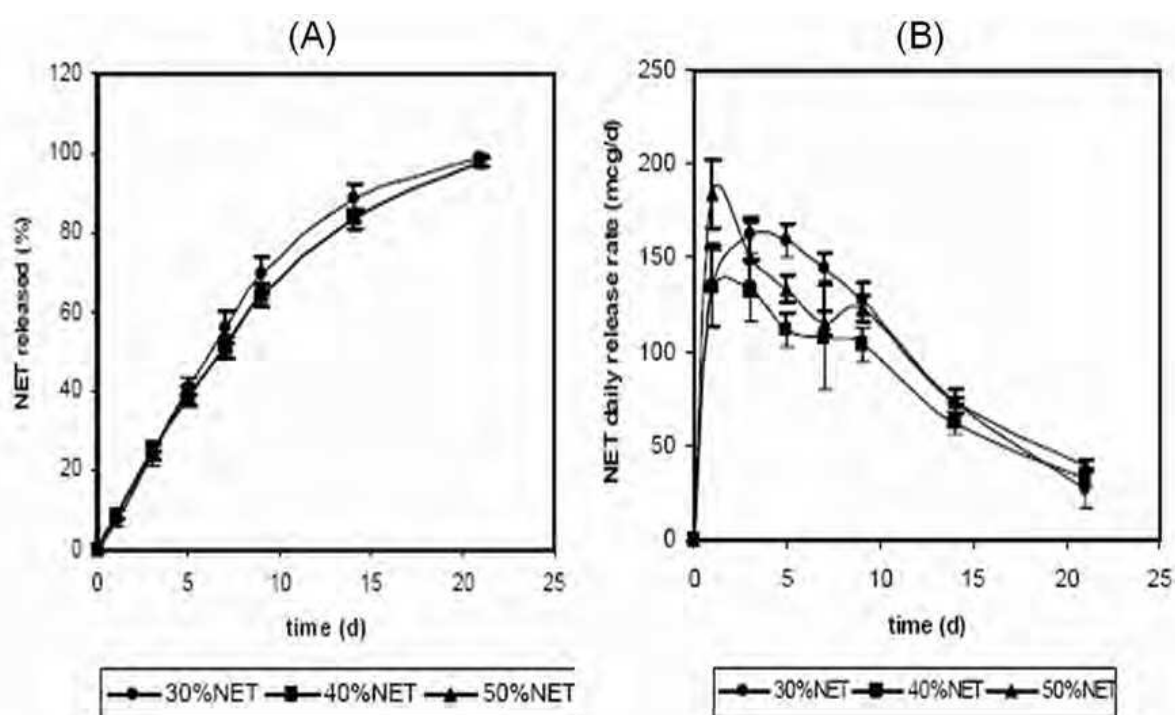 (A)
NET released (%)
120
100
80
60
40
20
0
0 5 10 15 20 25
time (d)
30%NET 40%NET 50%NET
(B)
NET daily release rate (mcg/d)
250
200
150
100
50
0
0 5 10 15 20 25
time (d)
30%NET 40%NET 50%NET